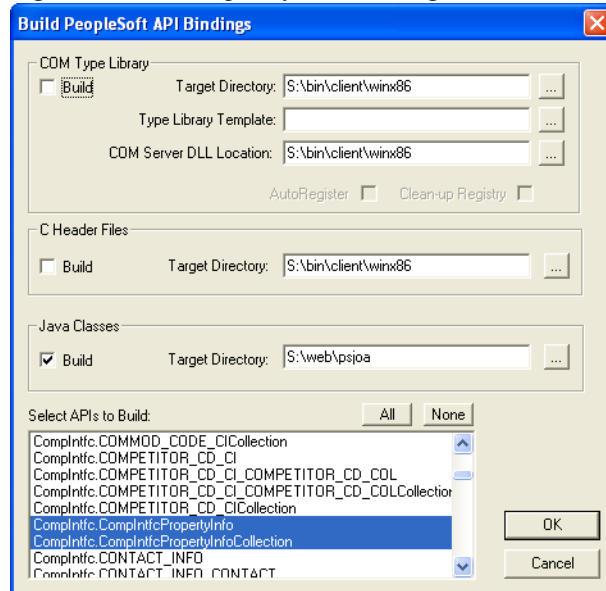 Build PeopleSoft API Bindings
COM Type Library
Build Target Directory: S:\bin\client\winx86 ...
Type Library Template: ...
COM Server DLL Location: S:\bin\client\winx86 ...
AutoRegister Clean-up Registry
C Header Files
Build Target Directory: S:\bin\client\winx86 ...
Java Classes
Build Target Directory: S:\web\psjoa ...
Select APIs to Build: All None
CompIntfc.COMMOD_CODE_CICollection
CompIntfc.COMPETITOR_CD_CI
CompIntfc.COMPETITOR_CD_CI_COMPETITOR_CD_COL
CompIntfc.COMPETITOR_CD_CI_COMPETITOR_CD_COLCollection
CompIntfc.COMPETITOR_CD_CICollection
CompIntfc.CompIntfcPropertyInfo
CompIntfc.CompIntfcPropertyInfoCollection
CompIntfc.CONTACT_INFO
CompIntfc.CONTACT_INFO_CONTACT
OK
Cancel